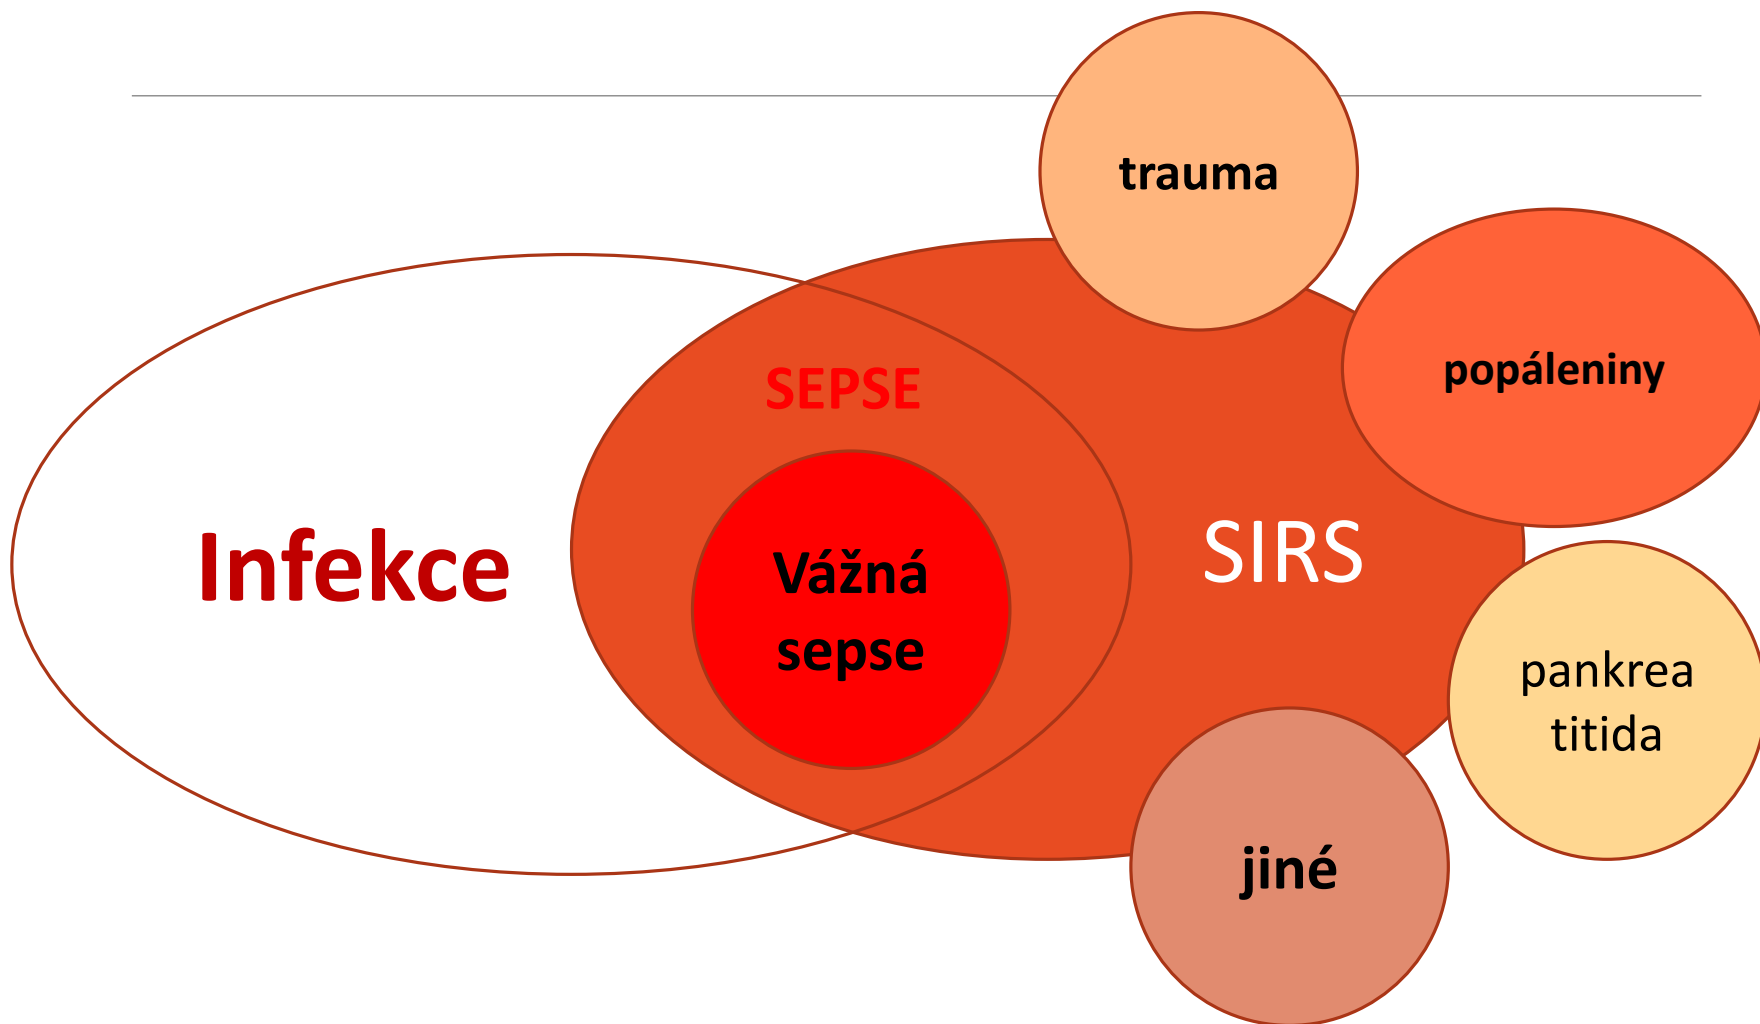 trauma
popáleniny
SEPSE
Infekce
Vážná
sepse
SIRS
pankrea
titida
jiné